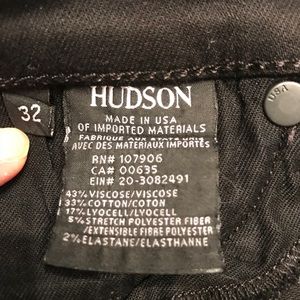 32
HUDSON
MADE IN USA
OF IMPORTED MATERIALS
FABRIQUE AUX ETATS UNIS
AVEC DES MATERIAUX IMPORTÉS
RN# 107906
CA# 00635
EIN# 20-3082491
43% VISCOSE/VISCOSE
33% COTTON/COTON
17% LYOCELL/LYOCELL
5% STRETCH POLYESTER FIBER
/EXTENSIBLE FIBRE POLYESTER
2% ELASTANE/ELASTHANNE
USA